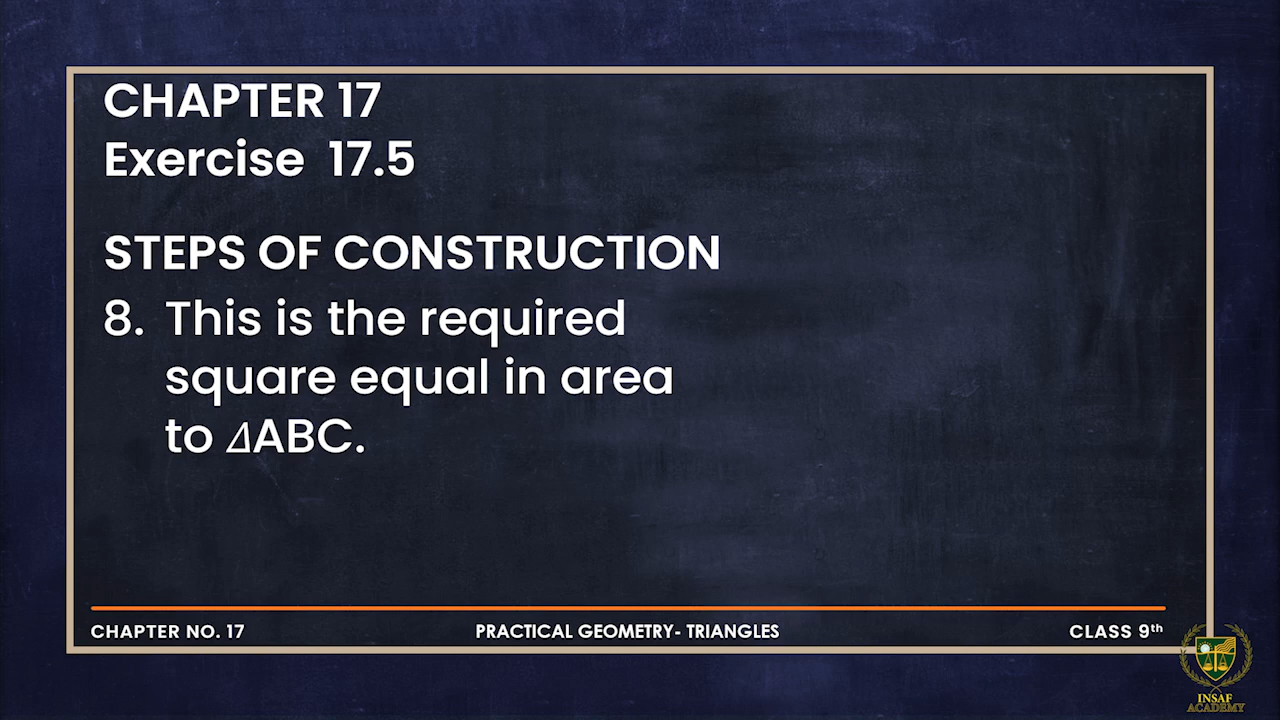 CHAPTER 17
Exercise 17.5
STEPS OF CONSTRUCTION
8. This is the required
square equal in area
to 𝛥ABC.
CHAPTER NO. 17
PRACTICAL GEOMETRY- TRIANGLES
CLASS 9th
INSAF
ACADEMY